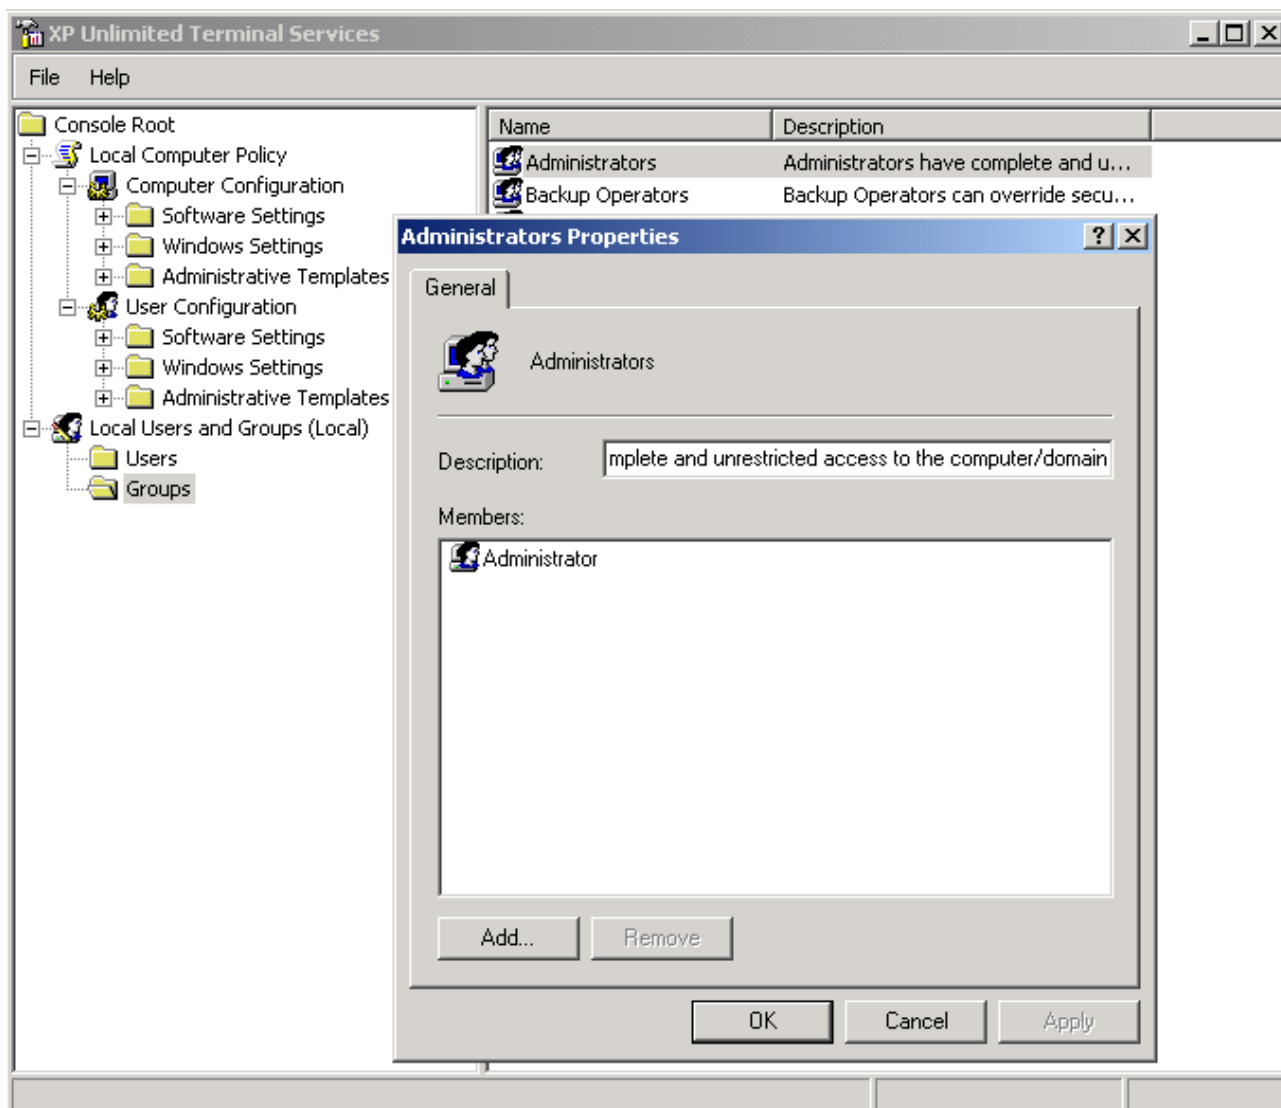 XP Unlimited Terminal Services
File Help
Console Root
Local Computer Policy
Computer Configuration
Software Settings
Windows Settings
Administrative Templates
User Configuration
Software Settings
Windows Settings
Administrative Templates
Local Users and Groups (Local)
Users
Groups
Name Description
Administrators Administrators have complete and u...
Backup Operators Backup Operators can override secu...
Administrators Properties
General
Administrators
Description: mplete and unrestricted access to the computer/domain
Members:
Administrator
Add... Remove
OK Cancel Apply